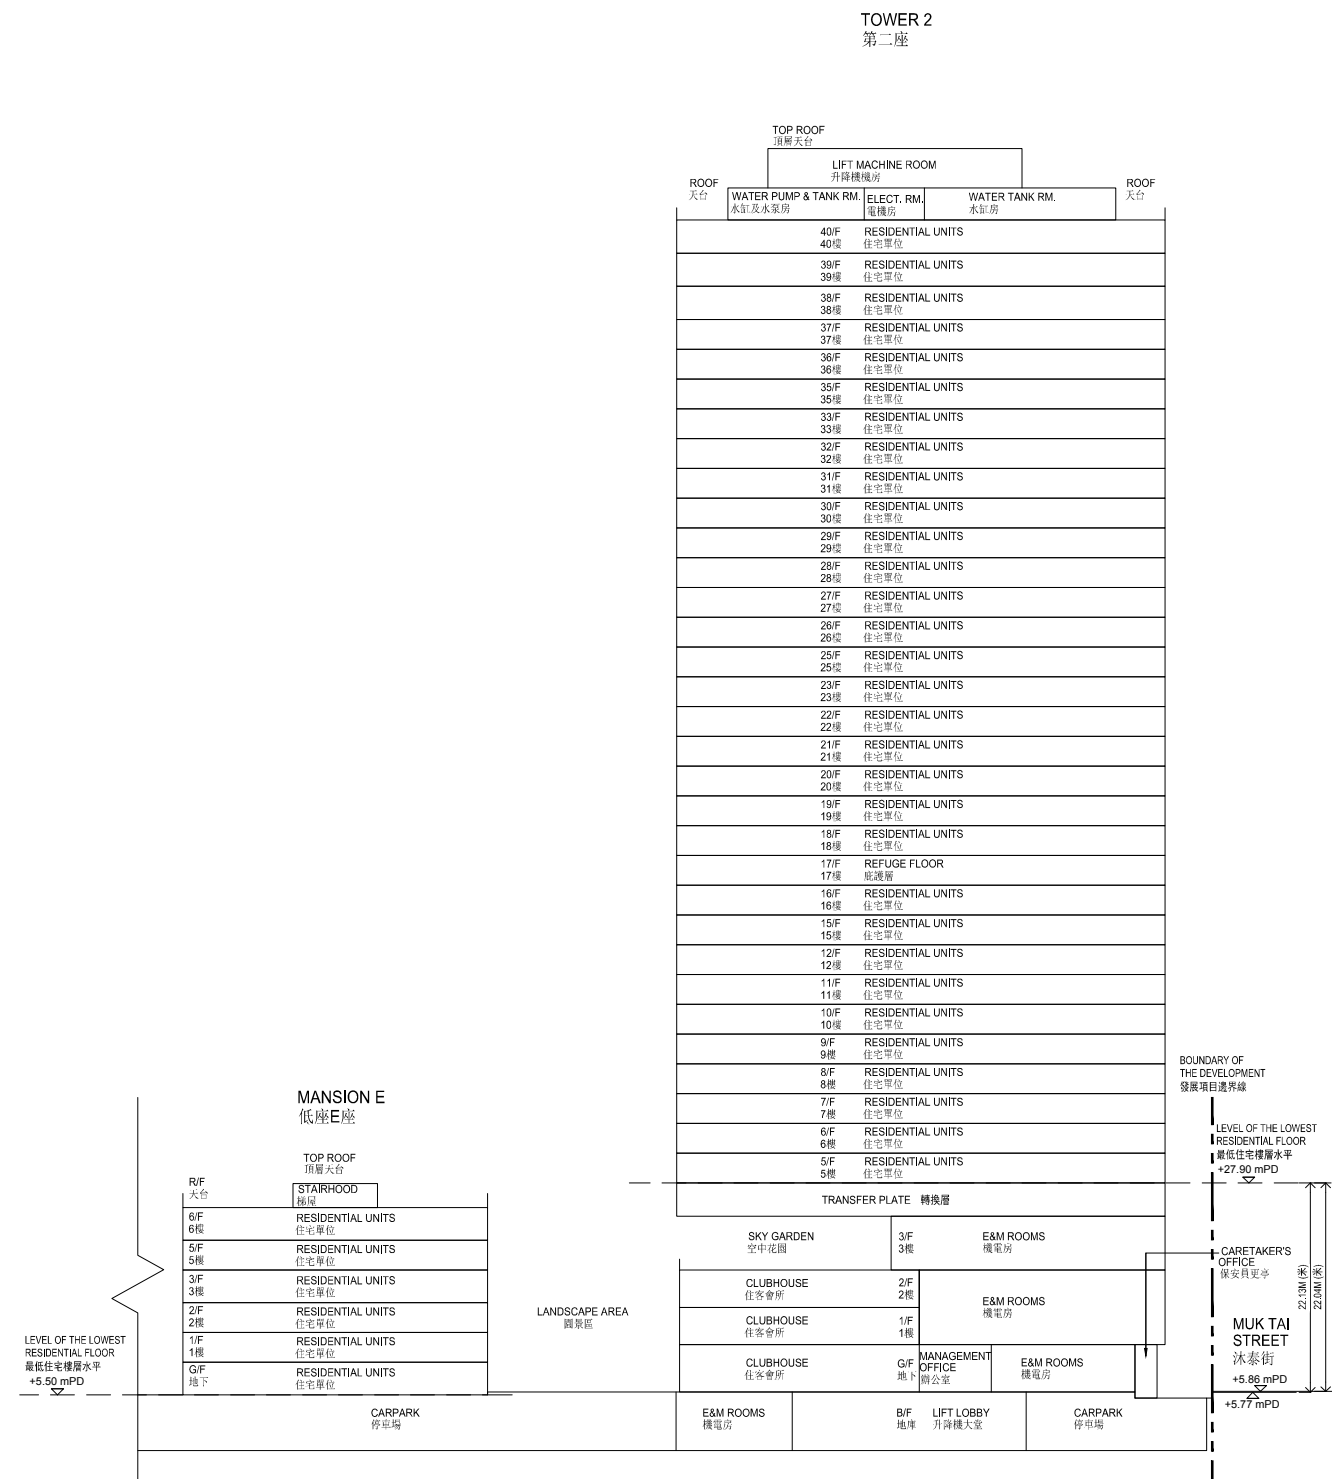 TOWER 2
第二座
TOP ROOF
頂層天台
LIFT MACHINE ROOM
升降機機房
ROOF
天台
WATER PUMP & TANK RM.
水缸及水泵房
ELECT. RM.
電機房
WATER TANK RM.
水缸房
ROOF
天台
40/F RESIDENTIAL UNITS
40樓 住宅單位
39/F RESIDENTIAL UNITS
39樓 住宅單位
38/F RESIDENTIAL UNITS
38樓 住宅單位
37/F RESIDENTIAL UNITS
37樓 住宅單位
36/F RESIDENTIAL UNITS
36樓 住宅單位
35/F RESIDENTIAL UNITS
35樓 住宅單位
33/F RESIDENTIAL UNITS
33樓 住宅單位
32/F RESIDENTIAL UNITS
32樓 住宅單位
31/F RESIDENTIAL UNITS
31樓 住宅單位
30/F RESIDENTIAL UNITS
30樓 住宅單位
29/F RESIDENTIAL UNITS
29樓 住宅單位
28/F RESIDENTIAL UNITS
28樓 住宅單位
27/F RESIDENTIAL UNITS
27樓 住宅單位
26/F RESIDENTIAL UNITS
26樓 住宅單位
25/F RESIDENTIAL UNITS
25樓 住宅單位
23/F RESIDENTIAL UNITS
23樓 住宅單位
22/F RESIDENTIAL UNITS
22樓 住宅單位
21/F RESIDENTIAL UNITS
21樓 住宅單位
20/F RESIDENTIAL UNITS
20樓 住宅單位
19/F RESIDENTIAL UNITS
19樓 住宅單位
18/F RESIDENTIAL UNITS
18樓 住宅單位
17/F REFUGE FLOOR
17樓 庇護層
16/F RESIDENTIAL UNITS
16樓 住宅單位
15/F RESIDENTIAL UNITS
15樓 住宅單位
12/F RESIDENTIAL UNITS
12樓 住宅單位
11/F RESIDENTIAL UNITS
11樓 住宅單位
10/F RESIDENTIAL UNITS
10樓 住宅單位
9/F RESIDENTIAL UNITS
9樓 住宅單位
8/F RESIDENTIAL UNITS
8樓 住宅單位
7/F RESIDENTIAL UNITS
7樓 住宅單位
6/F RESIDENTIAL UNITS
6樓 住宅單位
5/F RESIDENTIAL UNITS
5樓 住宅單位
TRANSFER PLATE 轉換層
SKY GARDEN
空中花園
3/F
3樓
E&M ROOMS
機電房
CLUBHOUSE
住客會所
2/F
2樓
CLUBHOUSE
住客會所
1/F
1樓
E&M ROOMS
機電房
CLUBHOUSE
住客會所
G/F
地下
MANAGEMENT
OFFICE
辦公室
E&M ROOMS
機電房
E&M ROOMS
機電房
B/F LIFT LOBBY
地庫 升降機大堂
CARPARK
停車場
BOUNDARY OF
THE DEVELOPMENT
發展項目邊界線
LEVEL OF THE LOWEST
RESIDENTIAL FLOOR
最低住宅樓層水平
+27.90 mPD
CARETAKER'S
OFFICE
保安員更亭
22.13M (米)
22.04M (米)
MUK TAI
STREET
沐泰街
+5.86 mPD
+5.77 mPD
MANSION E
低座E座
TOP ROOF
頂層天台
R/F
天台
STAIRHOOD
梯屋
6/F RESIDENTIAL UNITS
6樓 住宅單位
5/F RESIDENTIAL UNITS
5樓 住宅單位
3/F RESIDENTIAL UNITS
3樓 住宅單位
2/F RESIDENTIAL UNITS
2樓 住宅單位
1/F RESIDENTIAL UNITS
1樓 住宅單位
G/F RESIDENTIAL UNITS
地下 住宅單位
LANDSCAPE AREA
園景區
LEVEL OF THE LOWEST
RESIDENTIAL FLOOR
最低住宅樓層水平
+5.50 mPD
CARPARK
停車場